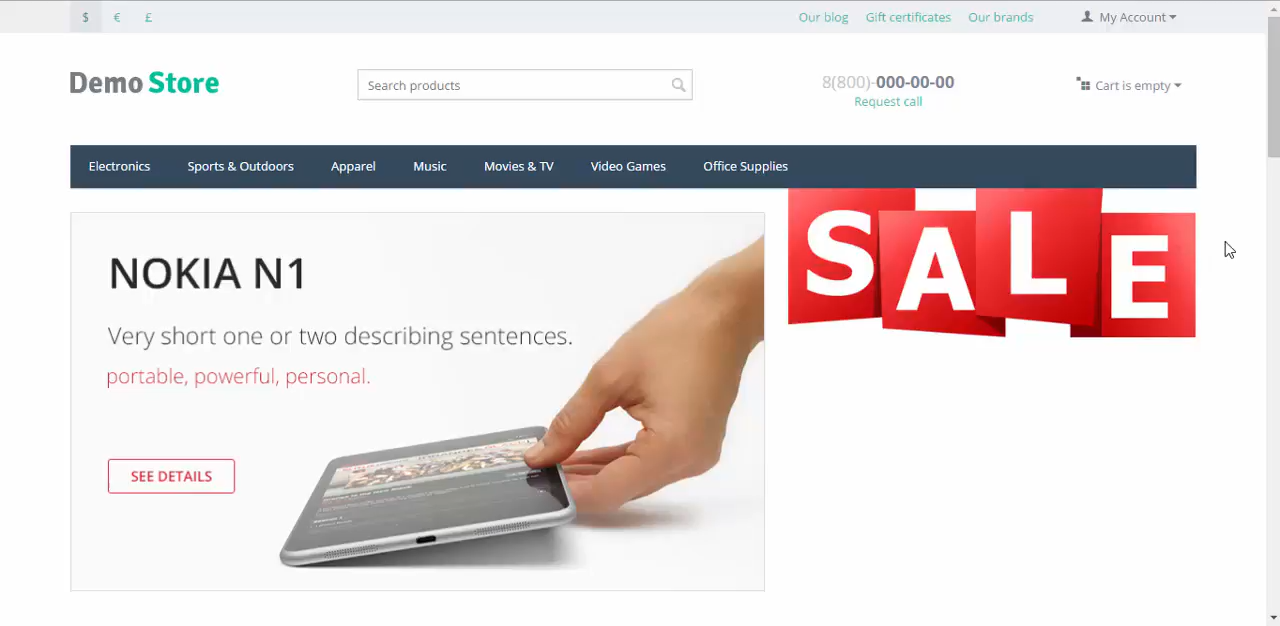 $ € £
Our blog Gift certificates Our brands My Account
Demo Store
Search products
8(800)-000-00-00
Request call
Cart is empty
Electronics Sports & Outdoors Apparel Music Movies & TV Video Games Office Supplies
SALE
NOKIA N1
Very short one or two describing sentences.
portable, powerful, personal.
SEE DETAILS